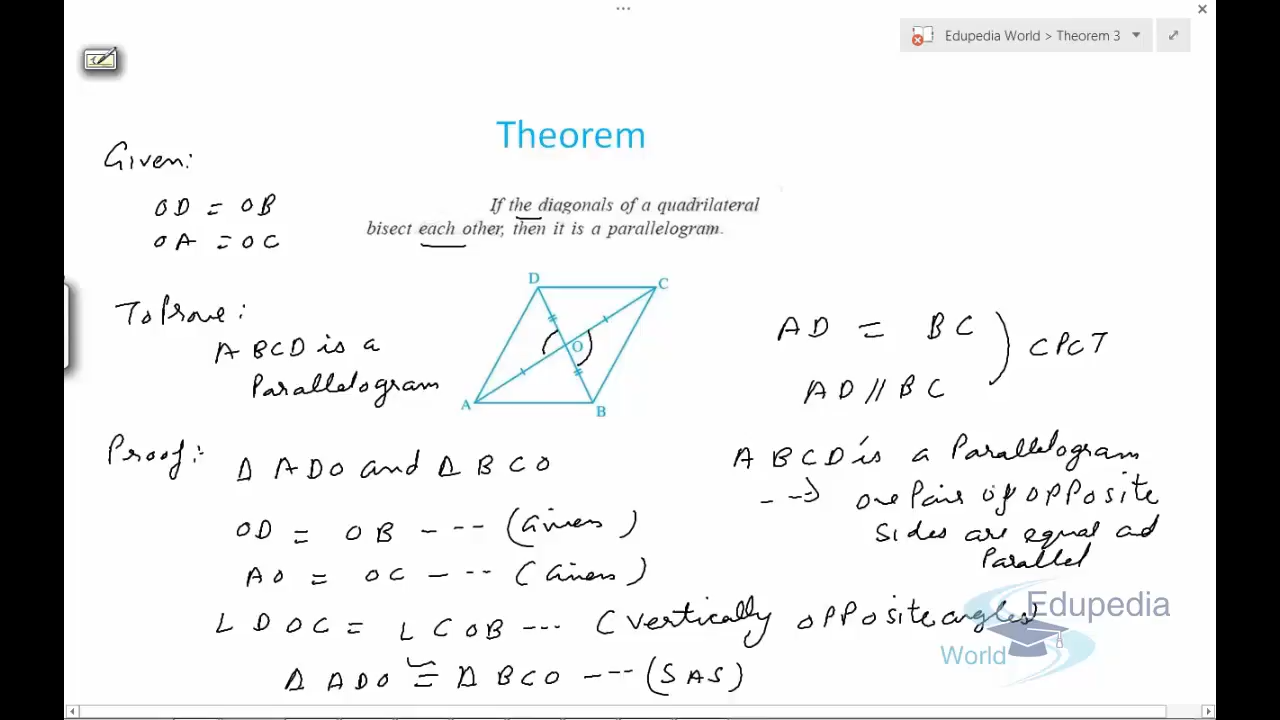 Edupedia World > Theorem 3
Theorem
Given:
OD = OB
OA = OC
If the diagonals of a quadrilateral
bisect each other, then it is a parallelogram.
D
C
O
A
B
To Prove:
ABCD is a
Parallelogram
Proof:
Δ ADO and Δ BCO
OD = OB --- (Given)
AO = OC --- (Given)
∠DOC = ∠COB --- (vertically opposite angles)
Δ ADO ≅ Δ BCO --- (SAS)
AD = BC
AD // BC
) CPCT
ABCD is a Parallelogram
--→ one Pair of opposite
sides are equal and
Parallel
Edupedia
World